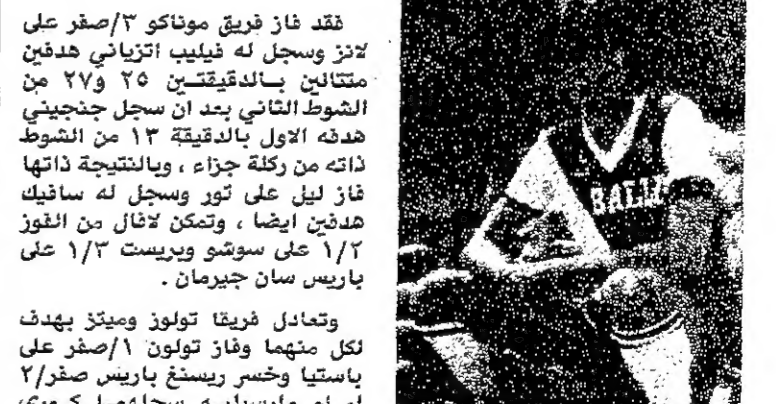 فقد فاز فريق موناكو ٣/صفر على
لانز وسجل له فيليب اتزياني هدفين
متتالين بالدقيقتين ٢٥ و٢٧ من
الشوط الثاني بعد ان سجل جنجيني
هدفه الاول بالدقيقة ١٣ من الشوط
ذاته من ركلة جزاء ، وبالنتيجة ذاتها
فاز ليل على تور وسجل له سافيك
هدفين ايضا ، وتمكن لافال من الفوز
١/٢ على سوشو وبريست ١/٣ على
باريس سان جيرمان .
وتعادل فريقا تولوز وميتز بهدف
لكل منهما وفاز تولون ١/صفر على
باستيا وخسر ريسنغ باريس صفر/٢